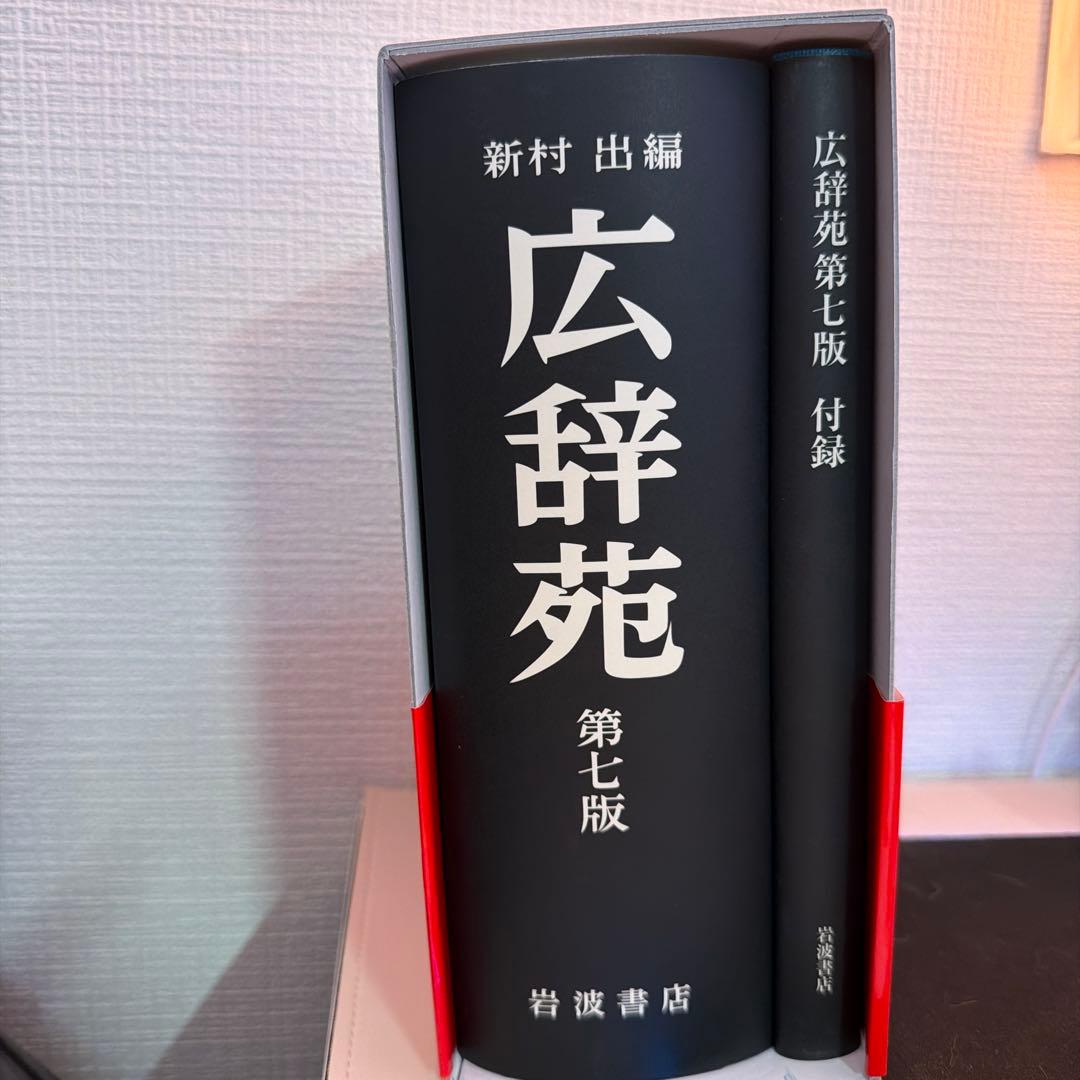 新村 出編
広辞苑
第七版
岩波書店
広辞苑第七版 付録
岩波書店